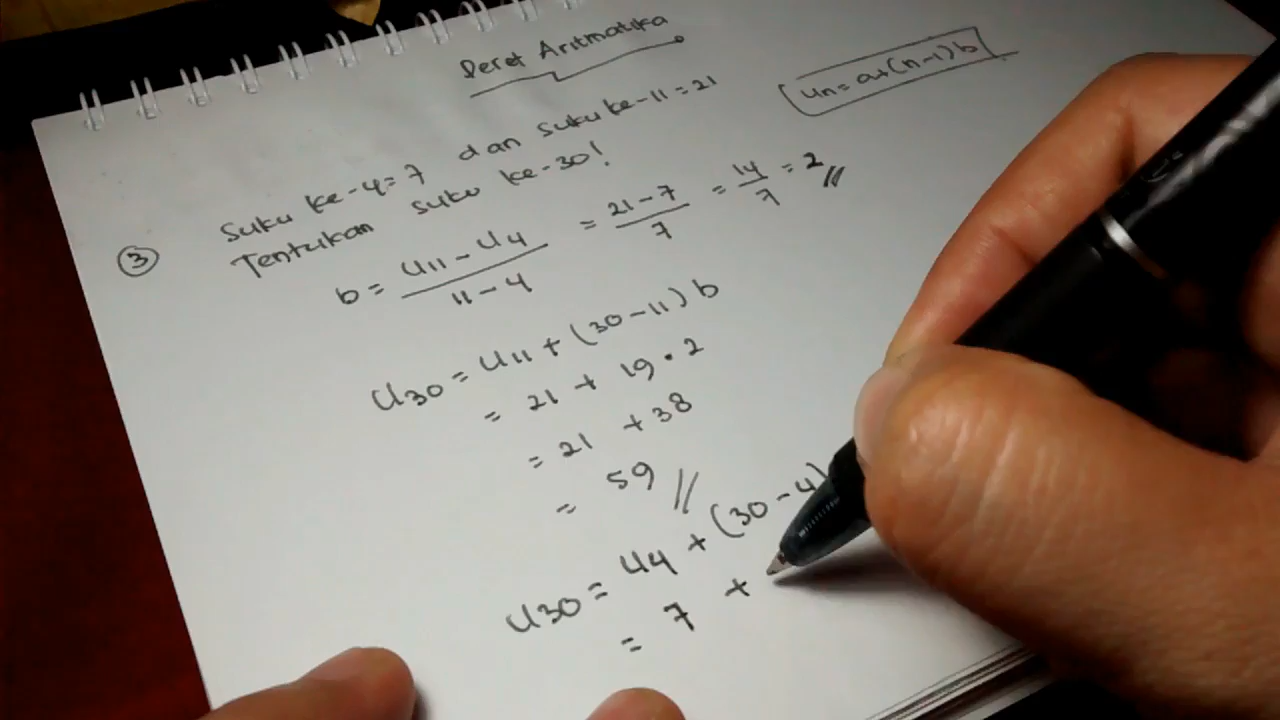 Deret Aritmatika
Un = a+(n-1)b
③ Suku ke-4=7 dan suku ke-11=21
Tentukan suku ke-30!
b = U11 - U4 / 11 - 4 = 21 - 7 / 7 = 14 / 7 = 2 //
U30 = U11 + (30-11) b
= 21 + 19 • 2
= 21 + 38
= 59 //
U30 = U4 + (30-4)
= 7 +